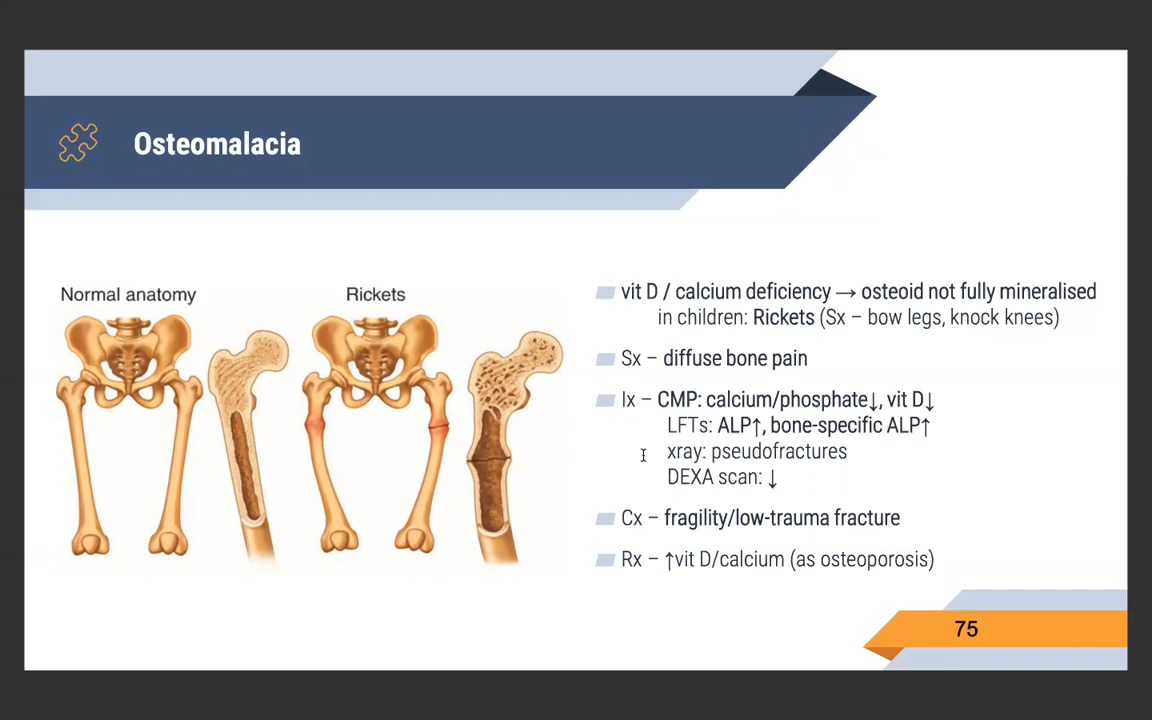 Osteomalacia
Normal anatomy
Rickets
vit D / calcium deficiency → osteoid not fully mineralised
in children: Rickets (Sx – bow legs, knock knees)
Sx – diffuse bone pain
Ix – CMP: calcium/phosphate↓, vit D↓
LFTs: ALP↑, bone-specific ALP↑
xray: pseudofractures
DEXA scan: ↓
Cx – fragility/low-trauma fracture
Rx – ↑vit D/calcium (as osteoporosis)
75